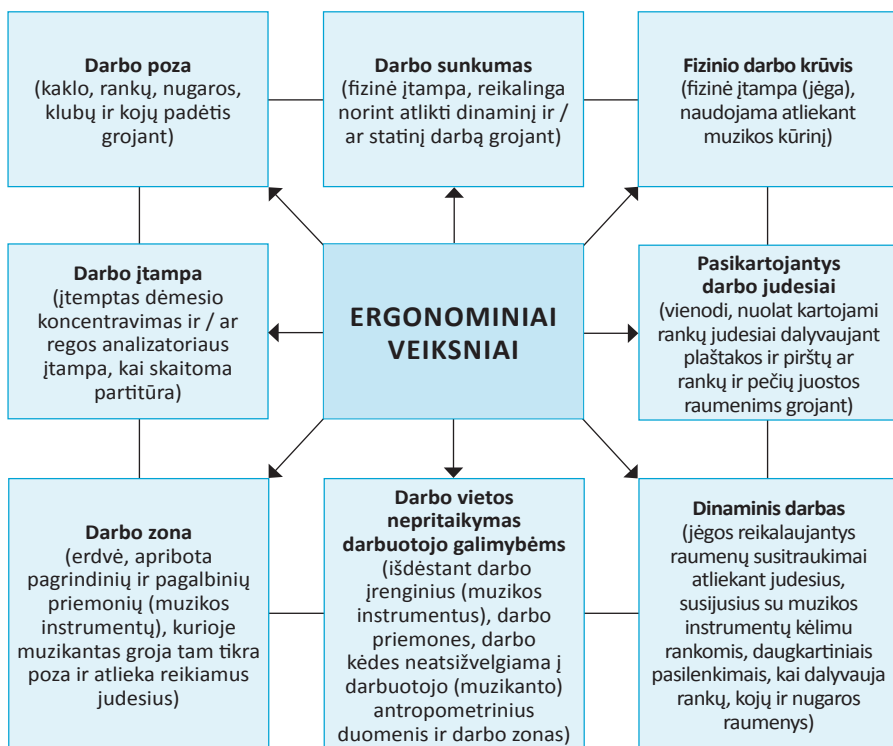 Darbo poza
(kaklo, rankų, nugaros,
klubų ir kojų padėtis
grojant)
Darbo sunkumas
(fizinė įtampa, reikalinga
norint atlikti dinaminį ir /
ar statinį darbą grojant)
Fizinio darbo krūvis
(fizinė įtampa (jėga),
naudojama atliekant
muzikos kūrinį)
Darbo įtampa
(įtemptas dėmesio
koncentravimas ir / ar
regos analizatoriaus
įtampa, kai skaitoma
partitūra)
ERGONOMINIAI
VEIKSNIAI
Pasikartojantys
darbo judesiai
(vienodi, nuolat kartojami
rankų judesiai dalyvaujant
plaštakos ir pirštų ar
rankų ir pečių juostos
raumenims grojant)
Darbo zona
(erdvė, apribota
pagrindinių ir pagalbinių
priemonių (muzikos
instrumentų), kurioje
muzikantas groja tam tikra
poza ir atlieka reikiamus
judesius)
Darbo vietos
nepritaikymas
darbuotojo galimybėms
(išdėstant darbo
įrenginius (muzikos
instrumentus), darbo
priemones, darbo
kėdes neatsižvelgiama į
darbuotojo (muzikanto)
antropometrinius
duomenis ir darbo zonas)
Dinaminis darbas
(jėgos reikalaujantys
raumenų susitraukimai
atliekant judesius,
susijusius su muzikos
instrumentų kėlimu
rankomis, daugkartiniais
pasilenkimais, kai dalyvauja
rankų, kojų ir nugaros
raumenys)